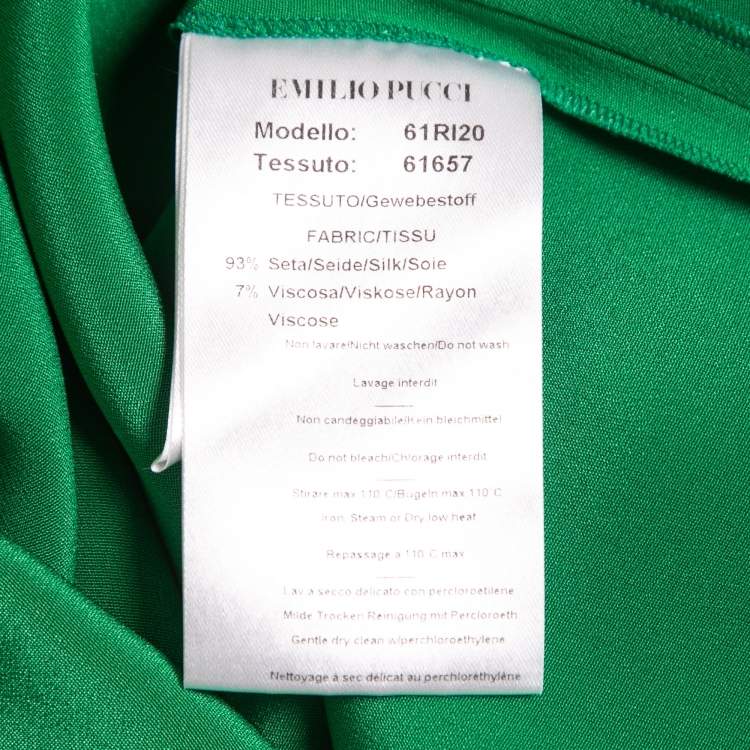 EMILIO PUCCI
Modello: 61RI20
Tessuto: 61657
TESSUTO/Gewebestoff
FABRIC/TISSU
93% Seta/Seide/Silk/Soie
7% Viscosa/Viskose/Rayon
Viscose
Non lavare/Nicht waschen/Do not wash
Lavage interdit
Non candeggiabile/Kein bleichmittel
Do not bleach/Chlorage interdit
Stirare max 110°C/Bugeln max 110°C
Iron: Steam or Dry low heat
Repassage a 110°C max
Lav a secco delicato con percloroetilene
Milde Trocken Reinigung mit Percloroeth
Gentle dry clean w/perchloroethylene
Nettoyage à sec délicat au perchloréthylène